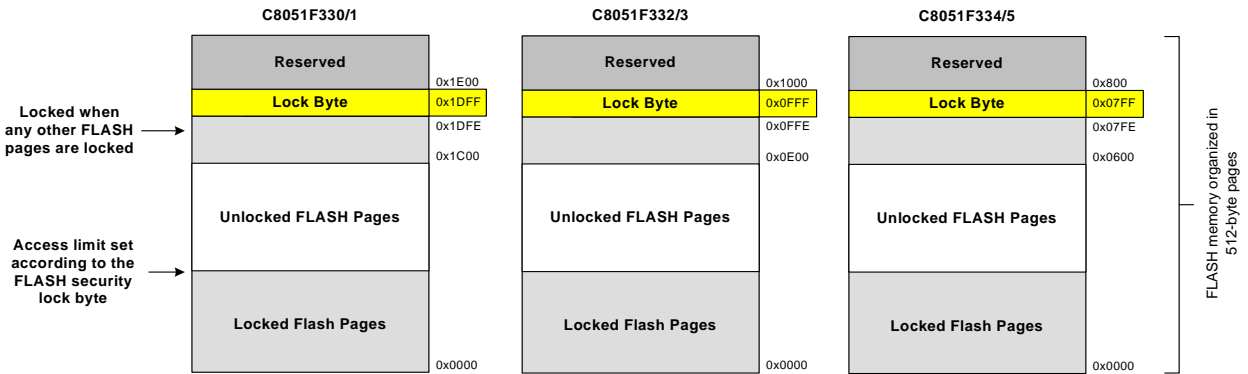 C8051F330/1
C8051F332/3
C8051F334/5
Locked when
any other FLASH
pages are locked
Access limit set
according to the
FLASH security
lock byte
Reserved
0x1E00
Lock Byte
0x1DFF
0x1DFE
0x1C00
Unlocked FLASH Pages
Locked Flash Pages
0x0000
Reserved
0x1000
Lock Byte
0x0FFF
0x0FFE
0x0E00
Unlocked FLASH Pages
Locked Flash Pages
0x0000
Reserved
0x800
Lock Byte
0x07FF
0x07FE
0x0600
Unlocked FLASH Pages
Locked Flash Pages
0x0000
FLASH memory organized in
512-byte pages